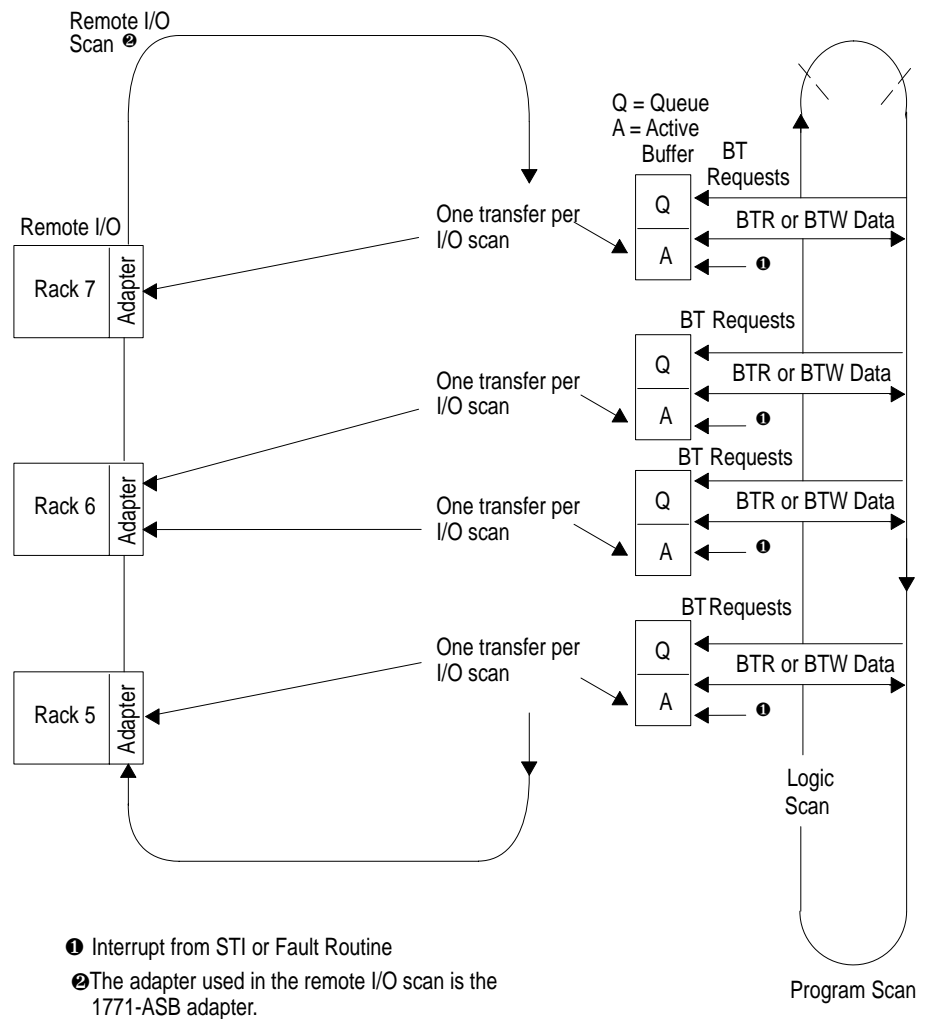 Remote I/O
Scan ❷
Q = Queue
A = Active
Buffer
BT
Requests
Q
A
BTR or BTW Data
❶
One transfer per
I/O scan
Remote I/O
Rack 7
Adapter
BT Requests
Q
A
BTR or BTW Data
❶
One transfer per
I/O scan
BT Requests
Q
A
BTR or BTW Data
❶
One transfer per
I/O scan
Rack 6
Adapter
BT Requests
Q
A
BTR or BTW Data
❶
One transfer per
I/O scan
Rack 5
Adapter
Logic
Scan
❶ Interrupt from STI or Fault Routine
❷The adapter used in the remote I/O scan is the
1771-ASB adapter.
Program Scan